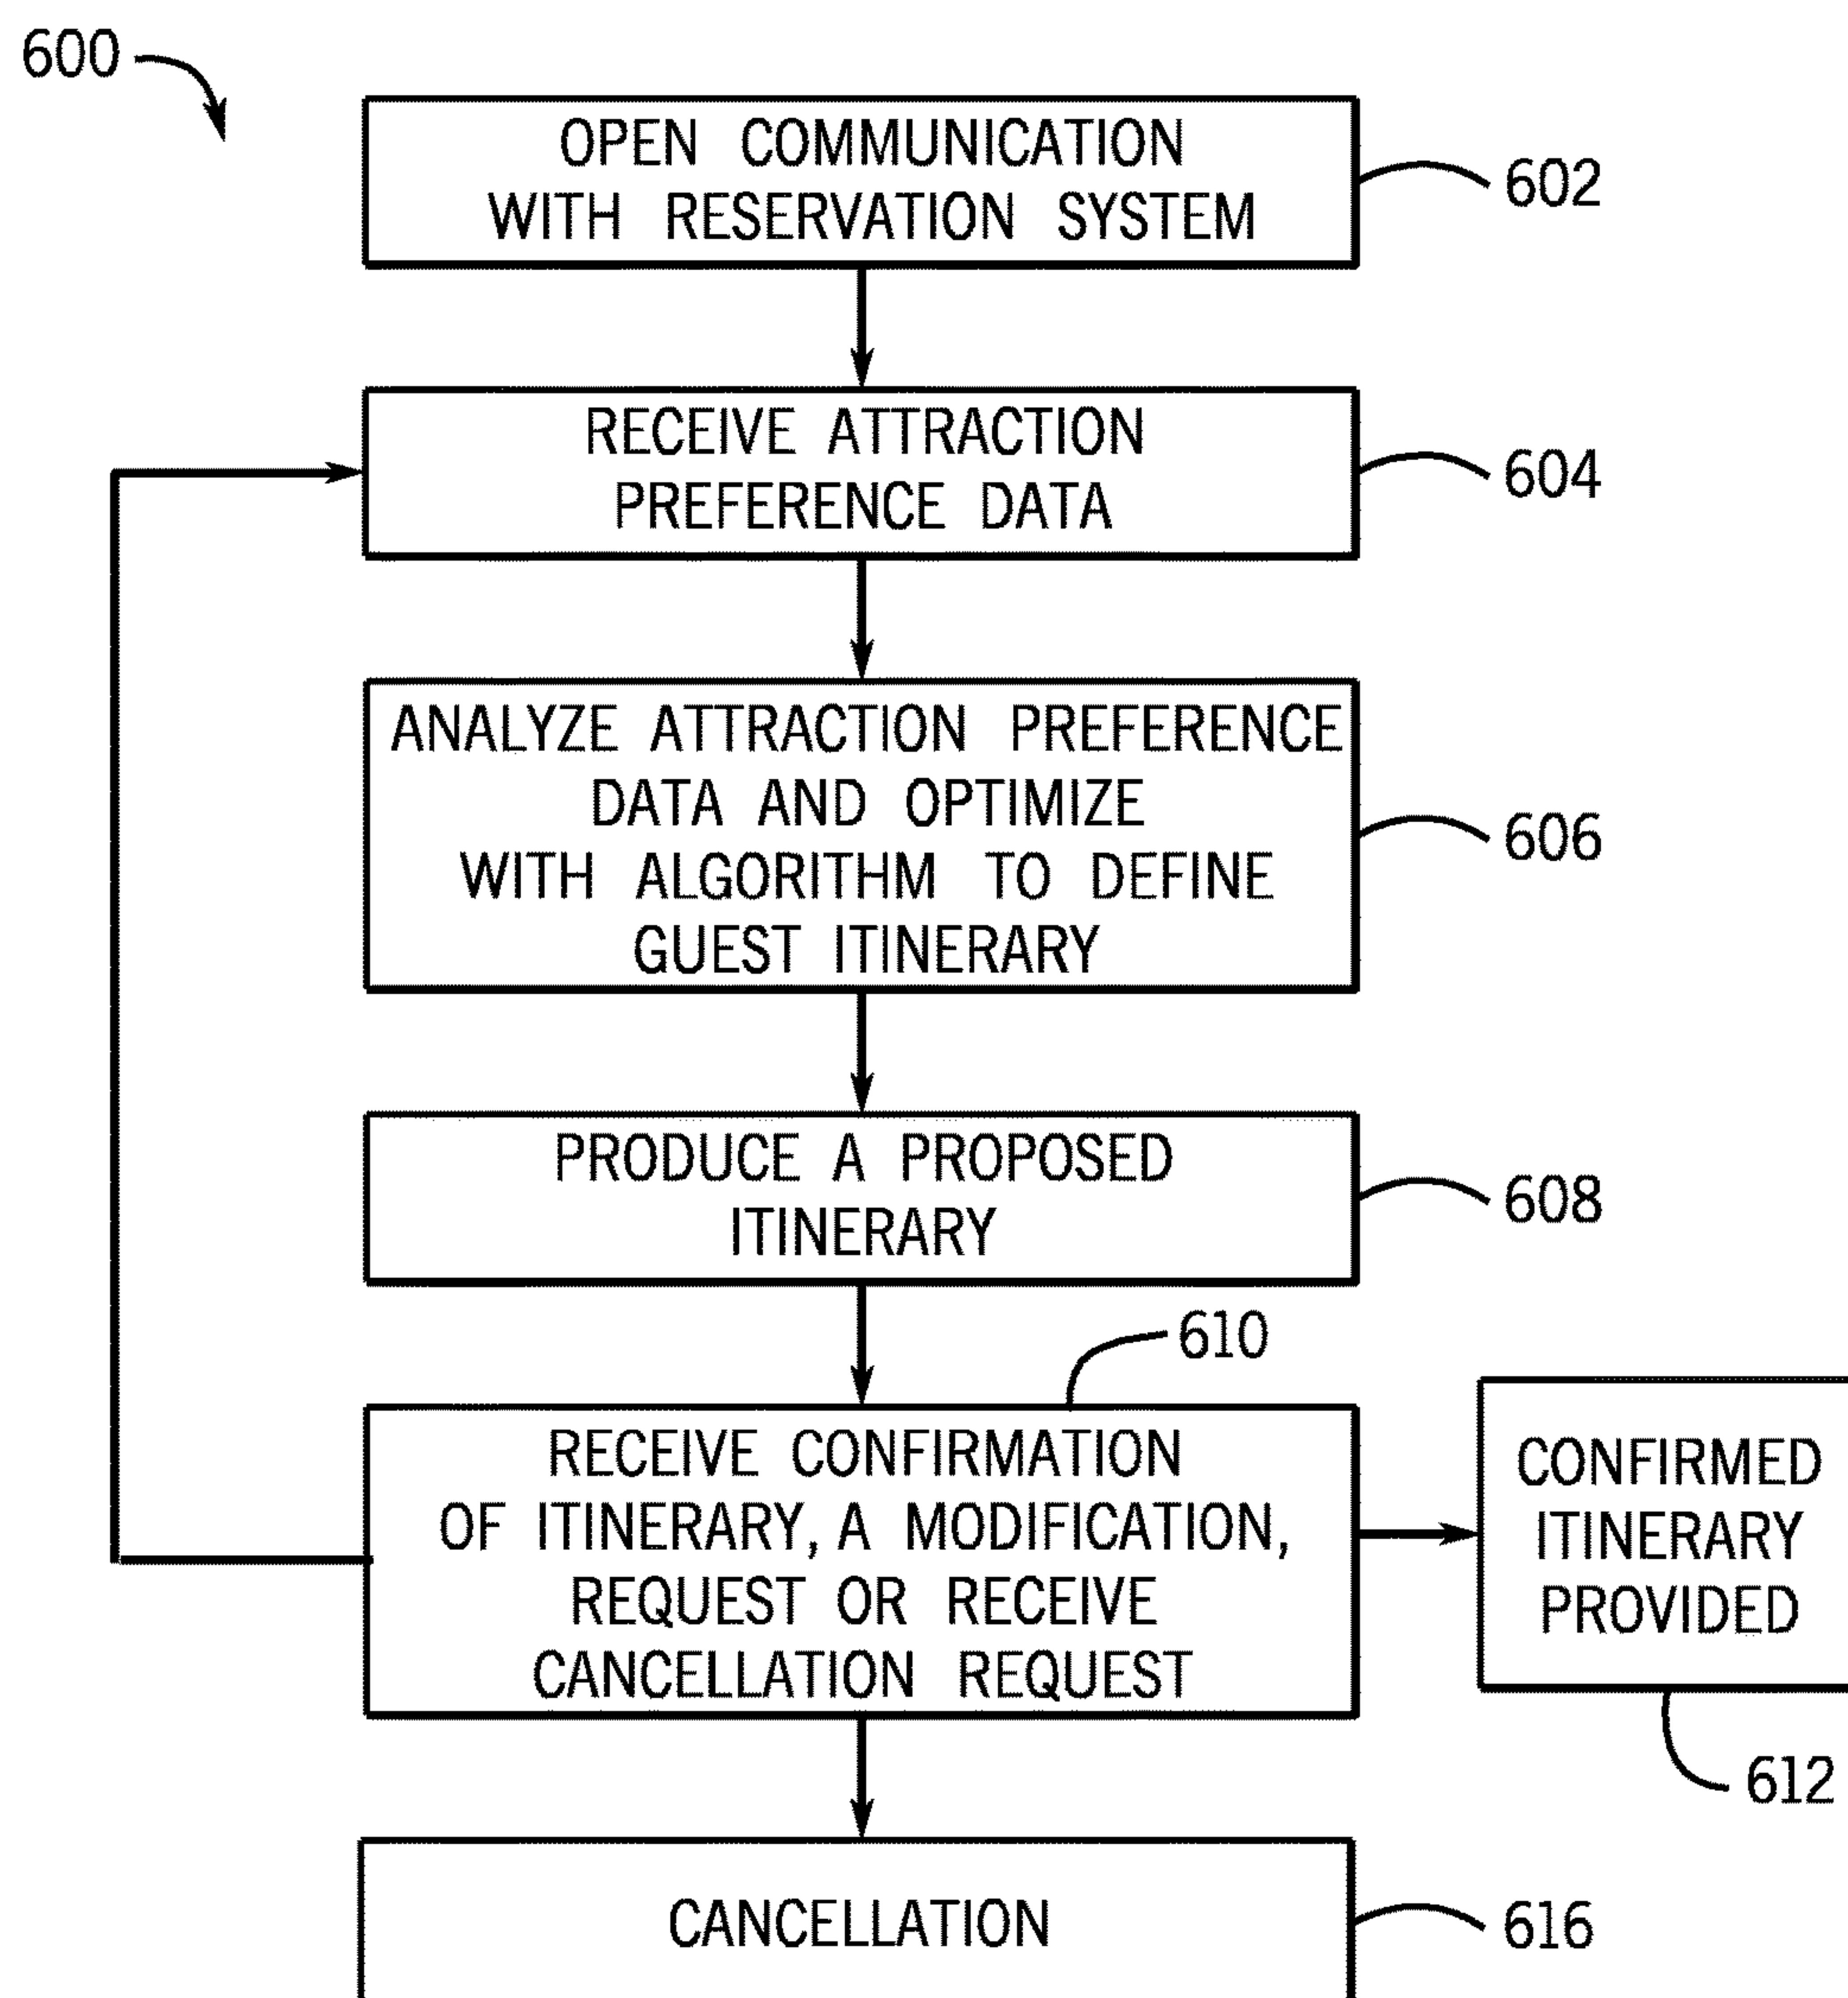 600
OPEN COMMUNICATION
WITH RESERVATION SYSTEM
602
RECEIVE ATTRACTION
PREFERENCE DATA
604
ANALYZE ATTRACTION PREFERENCE
DATA AND OPTIMIZE
WITH ALGORITHM TO DEFINE
GUEST ITINERARY
606
PRODUCE A PROPOSED
ITINERARY
608
610
RECEIVE CONFIRMATION
OF ITINERARY, A MODIFICATION,
REQUEST OR RECEIVE
CANCELLATION REQUEST
CONFIRMED
ITINERARY
PROVIDED
612
CANCELLATION
616